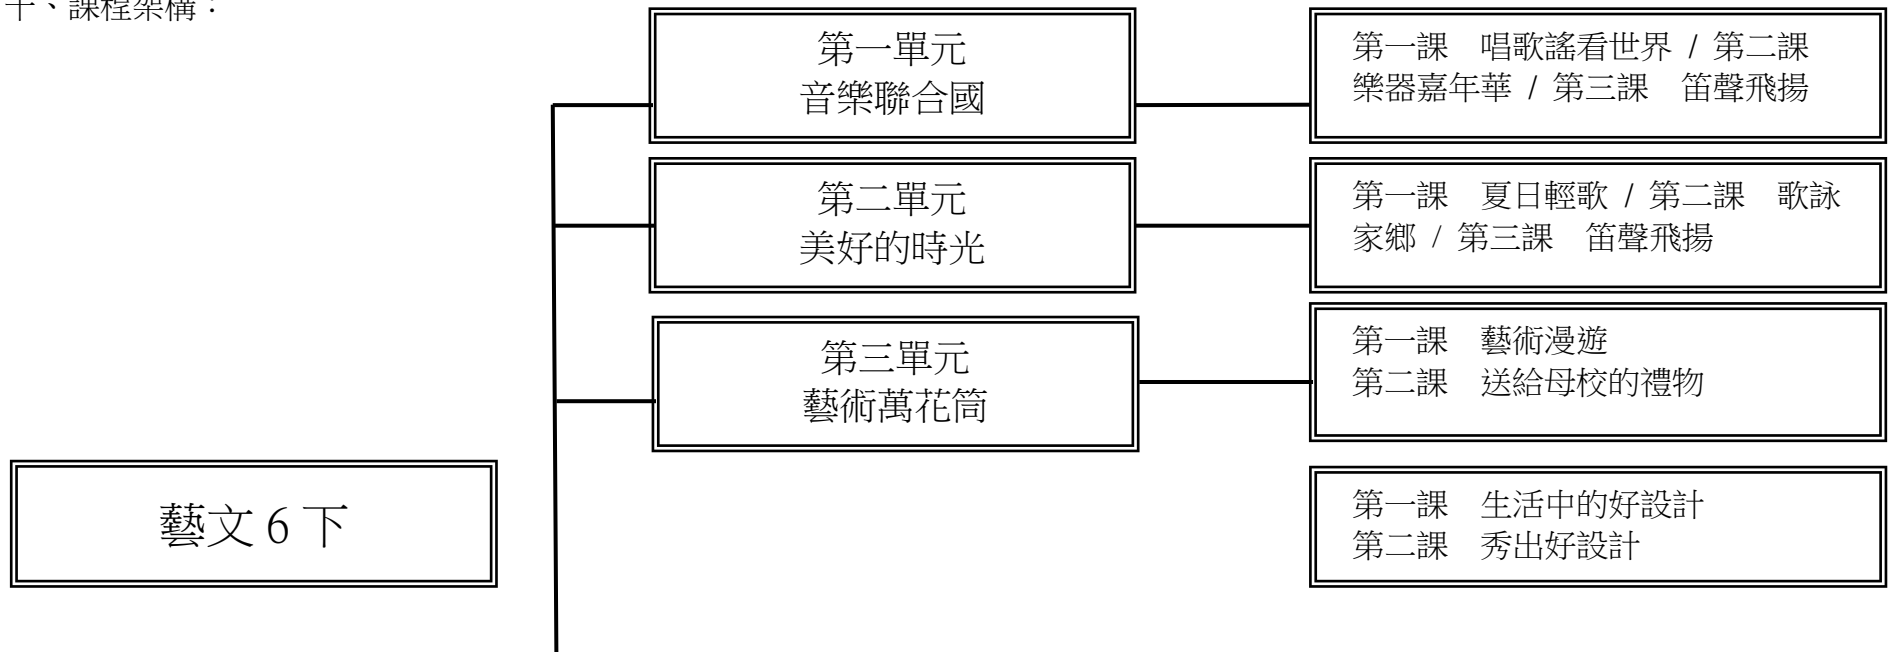 十、課程架構：
第一單元
音樂聯合國
第一課　唱歌謠看世界 / 第二課
樂器嘉年華 / 第三課　笛聲飛揚
第二單元
美好的時光
第一課　夏日輕歌 / 第二課　歌詠
家鄉 / 第三課　笛聲飛揚
第三單元
藝術萬花筒
第一課　藝術漫遊
第二課　送給母校的禮物
藝文 6 下
第一課　生活中的好設計
第二課　秀出好設計